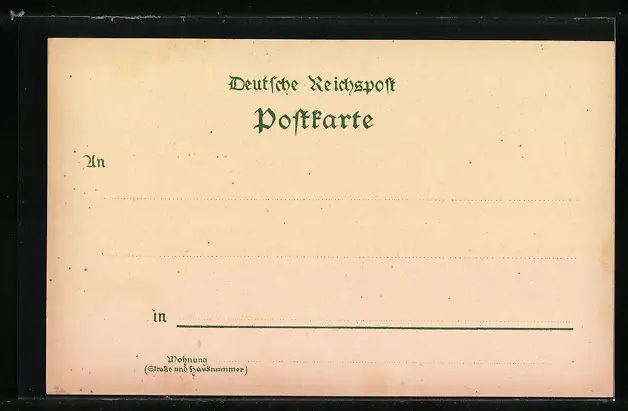 Deutſche Reichspoſt
Poſtkarte
An
in
Wohnung
(Straße und Hausnummer)